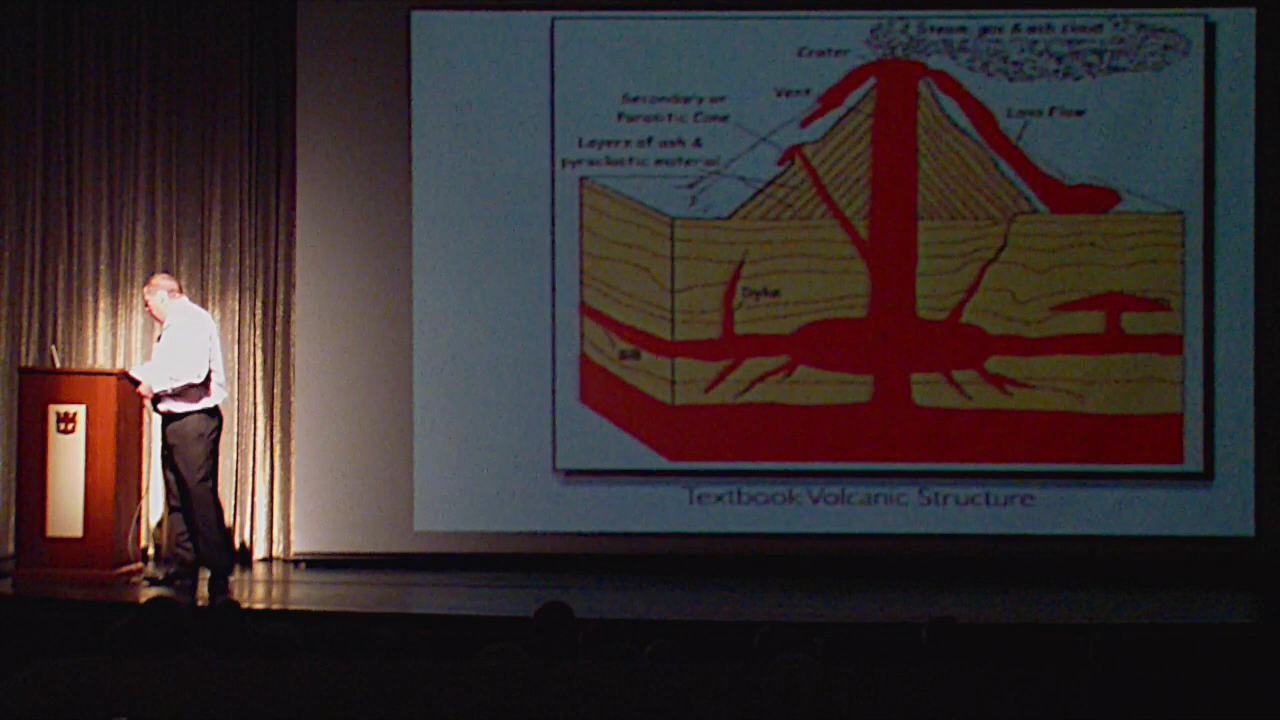 Steam, gas & ash cloud
Crater
Vent
Secondary or
Parasitic Cone
Lava Flow
Layers of ash &
pyroclastic material
Dyke
Sill
Textbook Volcanic Structure